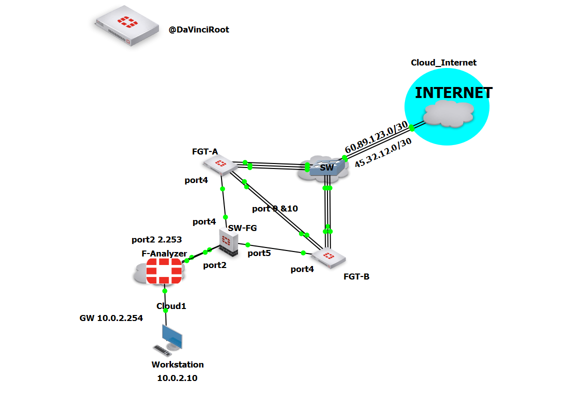 @DaVinciRoot
Cloud_Internet
INTERNET
60.89.123.0/30
45.32.12.0/30
FGT-A
SW
port4
port 9 &10
port4
SW-FG
port2 2.253
port5
F-Analyzer
port2
port4
FGT-B
Cloud1
GW 10.0.2.254
Workstation
10.0.2.10